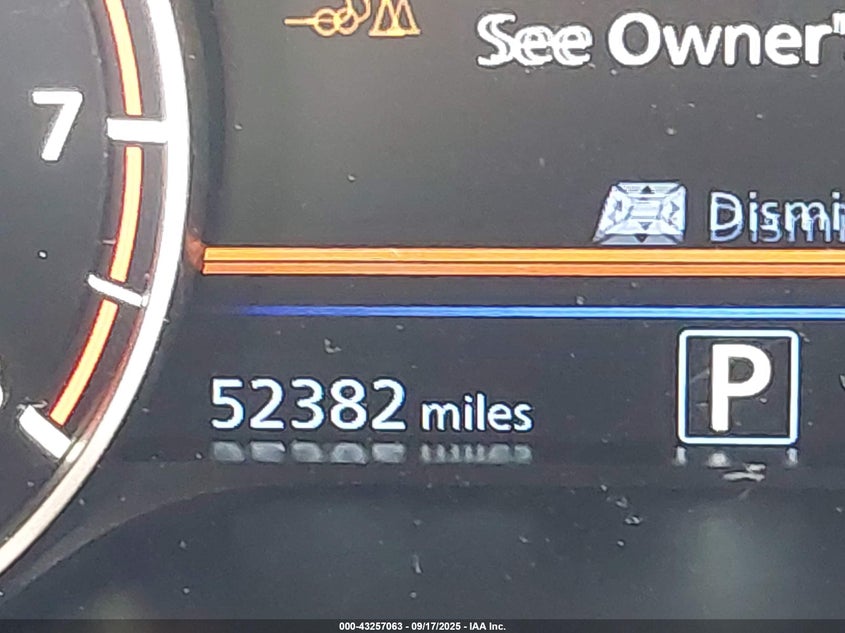 See Owner'
7
Dismi
52382 miles
P
000-43257063 - 09/17/2025 - IAA Inc.